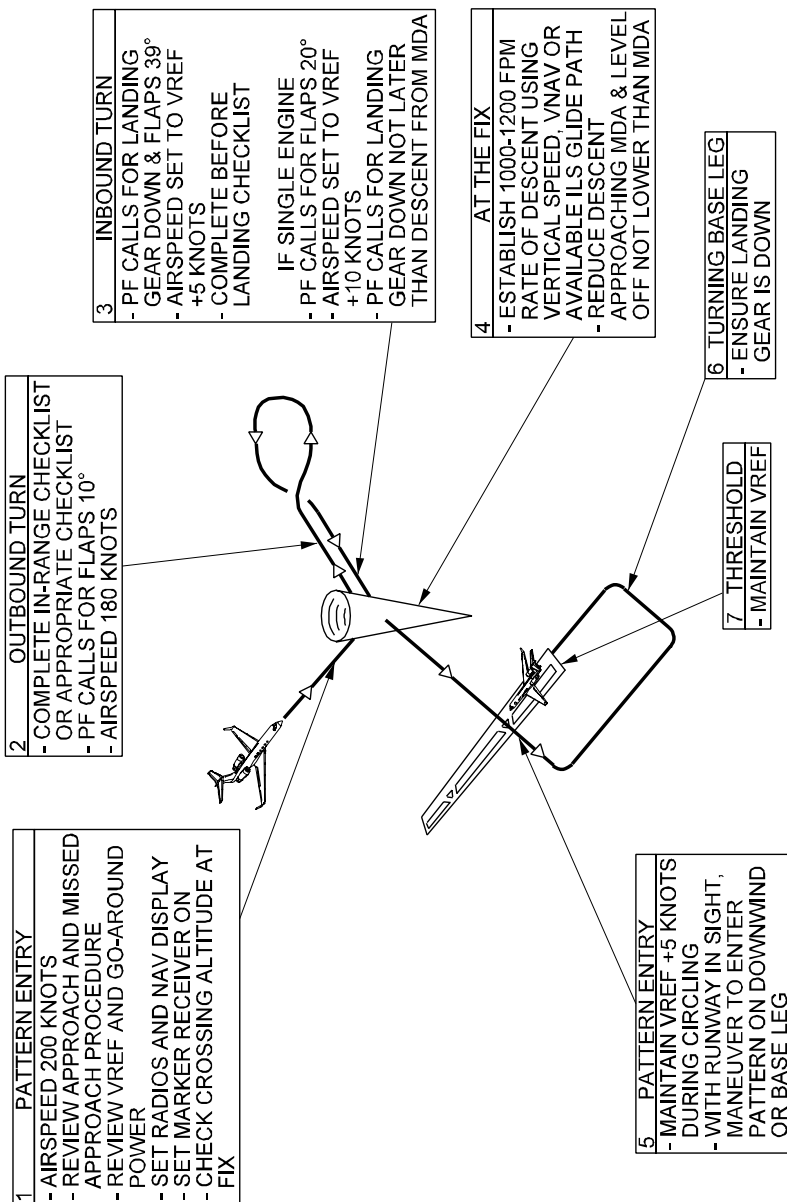 1 PATTERN ENTRY
- AIRSPEED 200 KNOTS
- REVIEW APPROACH AND MISSED
APPROACH PROCEDURE
- REVIEW VREF AND GO-AROUND
POWER
- SET RADIOS AND NAV DISPLAY
- SET MARKER RECEIVER ON
- CHECK CROSSING ALTITUDE AT
FIX
2 OUTBOUND TURN
- COMPLETE IN-RANGE CHECKLIST
OR APPROPRIATE CHECKLIST
- PF CALLS FOR FLAPS 10°
- AIRSPEED 180 KNOTS
3 INBOUND TURN
- PF CALLS FOR LANDING
GEAR DOWN & FLAPS 39°
- AIRSPEED SET TO VREF
+5 KNOTS
- COMPLETE BEFORE
LANDING CHECKLIST
IF SINGLE ENGINE
- PF CALLS FOR FLAPS 20°
- AIRSPEED SET TO VREF
+10 KNOTS
- PF CALLS FOR LANDING
GEAR DOWN NOT LATER
THAN DESCENT FROM MDA
4 AT THE FIX
- ESTABLISH 1000-1200 FPM
RATE OF DESCENT USING
VERTICAL SPEED, VNAV OR
AVAILABLE ILS GLIDE PATH
- REDUCE DESCENT
APPROACHING MDA & LEVEL
OFF NOT LOWER THAN MDA
5 PATTERN ENTRY
- MAINTAIN VREF +5 KNOTS
DURING CIRCLING
- WITH RUNWAY IN SIGHT,
MANEUVER TO ENTER
PATTERN ON DOWNWIND
OR BASE LEG
6 TURNING BASE LEG
- ENSURE LANDING
GEAR IS DOWN
7 THRESHOLD
- MAINTAIN VREF